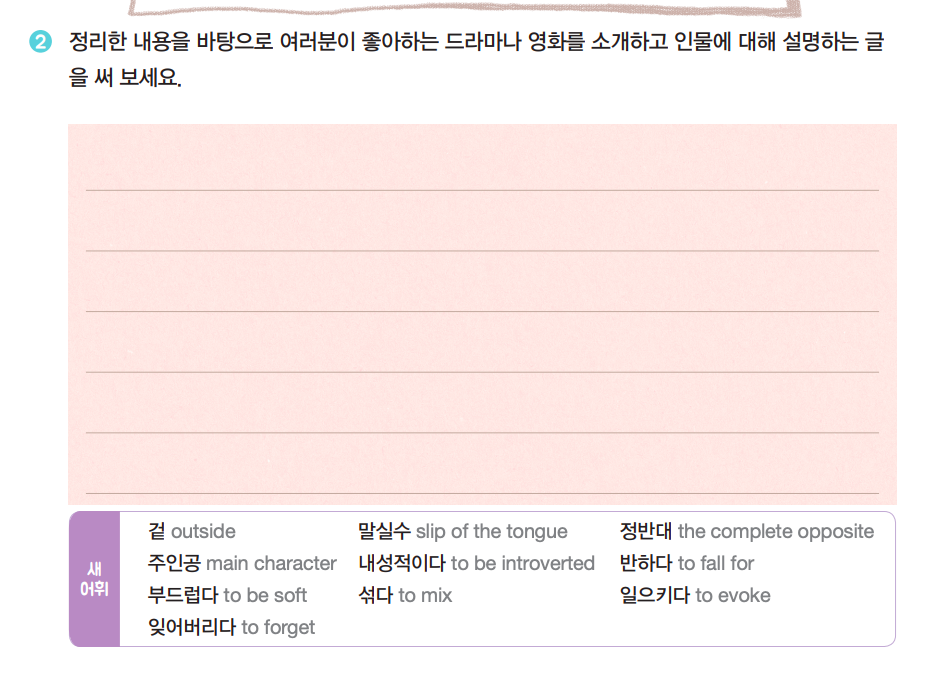 2 정리한 내용을 바탕으로 여러분이 좋아하는 드라마나 영화를 소개하고 인물에 대해 설명하는 글
을 써 보세요.
새
어휘
겉 outside 말실수 slip of the tongue 정반대 the complete opposite
주인공 main character 내성적이다 to be introverted 반하다 to fall for
부드럽다 to be soft 섞다 to mix 일으키다 to evoke
잊어버리다 to forget